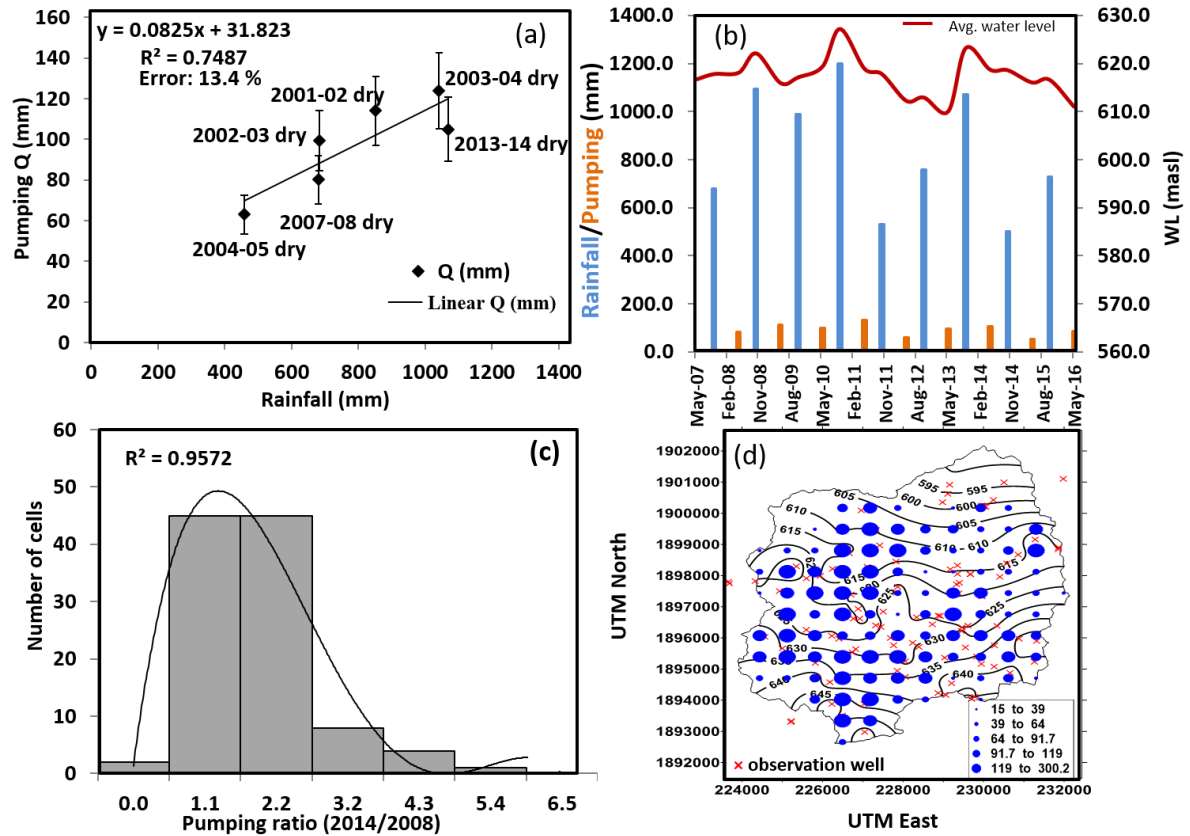 (a)
y = 0.0825x + 31.823
R² = 0.7487
Error: 13.4 %
2003-04 dry
2001-02 dry
2002-03 dry
2013-14 dry
2007-08 dry
2004-05 dry
Q (mm)
Linear Q (mm)
Pumping Q (mm)
160
140
120
100
80
60
40
20
0
0 200 400 600 800 1000 1200 1400
Rainfall (mm)
(b)
Avg. water level
Rainfall/Pumping (mm)
1400.0
1200.0
1000.0
800.0
600.0
400.0
200.0
0.0
630.0
620.0
610.0
600.0
590.0
580.0
570.0
560.0
WL (masl)
May-07
Feb-08
Nov-08
Aug-09
May-10
Feb-11
Nov-11
Aug-12
May-13
Feb-14
Nov-14
Aug-15
May-16
(c)
R² = 0.9572
Number of cells
60
50
40
30
20
10
0
0.0 1.1 2.2 3.2 4.3 5.4 6.5
Pumping ratio (2014/2008)
(d)
UTM North
1902000
1901000
1900000
1899000
1898000
1897000
1896000
1895000
1894000
1893000
1892000
595 595
605 600 600
610 605
615 610 610
615 615
620
625 625
630 630
635
640 640
645
15 to 39
39 to 64
64 to 91.7
91.7 to 119
119 to 300.2
× observation well
224000 226000 228000 230000 232000
UTM East